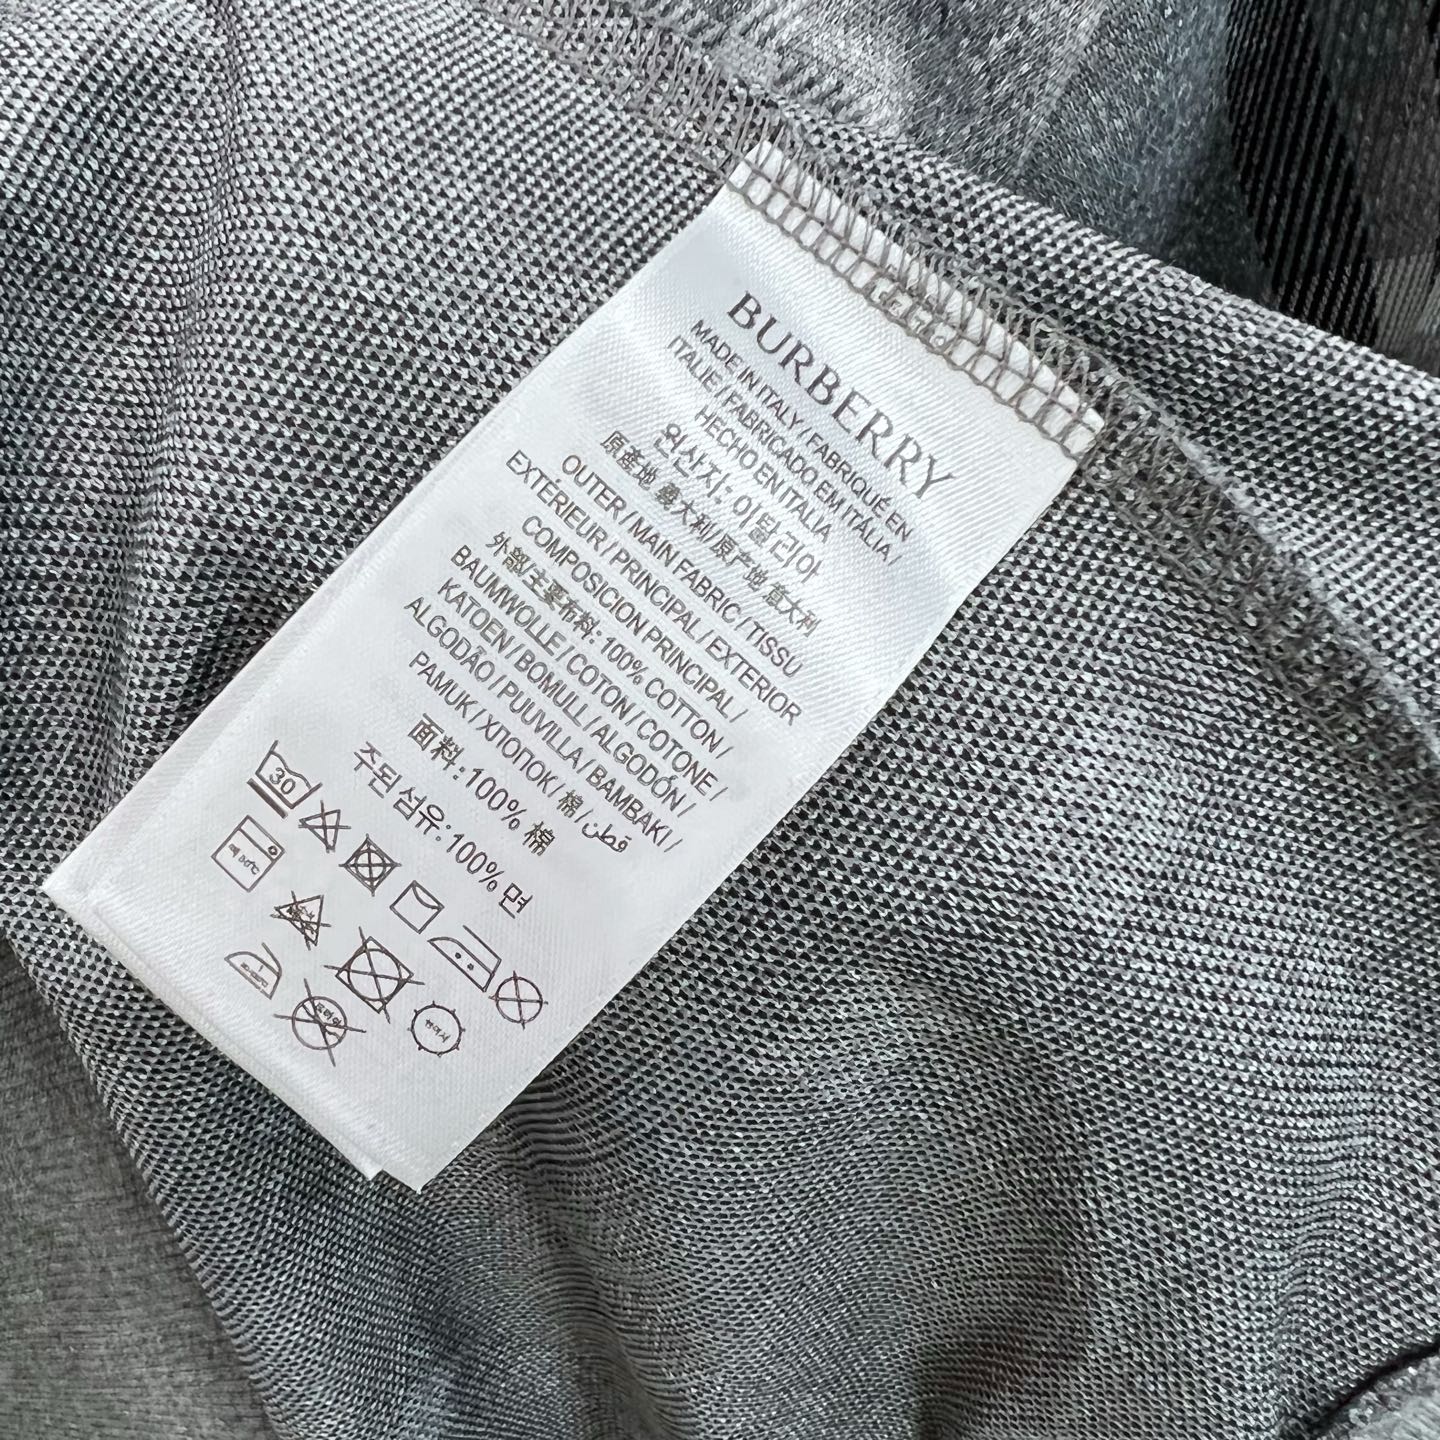 BURBERRY
MADE IN ITALY / FABRIQUÉ EN
ITALIE / FABRICADO EM ITÁLIA /
HECHO EN ITALIA
원산지: 이탈리아
原產地 意大利/原产地 意大利
OUTER / MAIN FABRIC / TISSU
EXTÉRIEUR / PRINCIPAL / EXTERIOR
COMPOSICION PRINCIPAL /
外部/主要布料: 100% COTTON /
BAUMWOLLE / COTON / COTONE /
KATOEN / BOMULL / ALGODÓN /
ALGODÃO / PUUVILLA / BAMBAKI /
PAMUK / ХЛОПОК / 棉 / قطن
面料: 100% 棉
주된 섬유: 100% 면
30